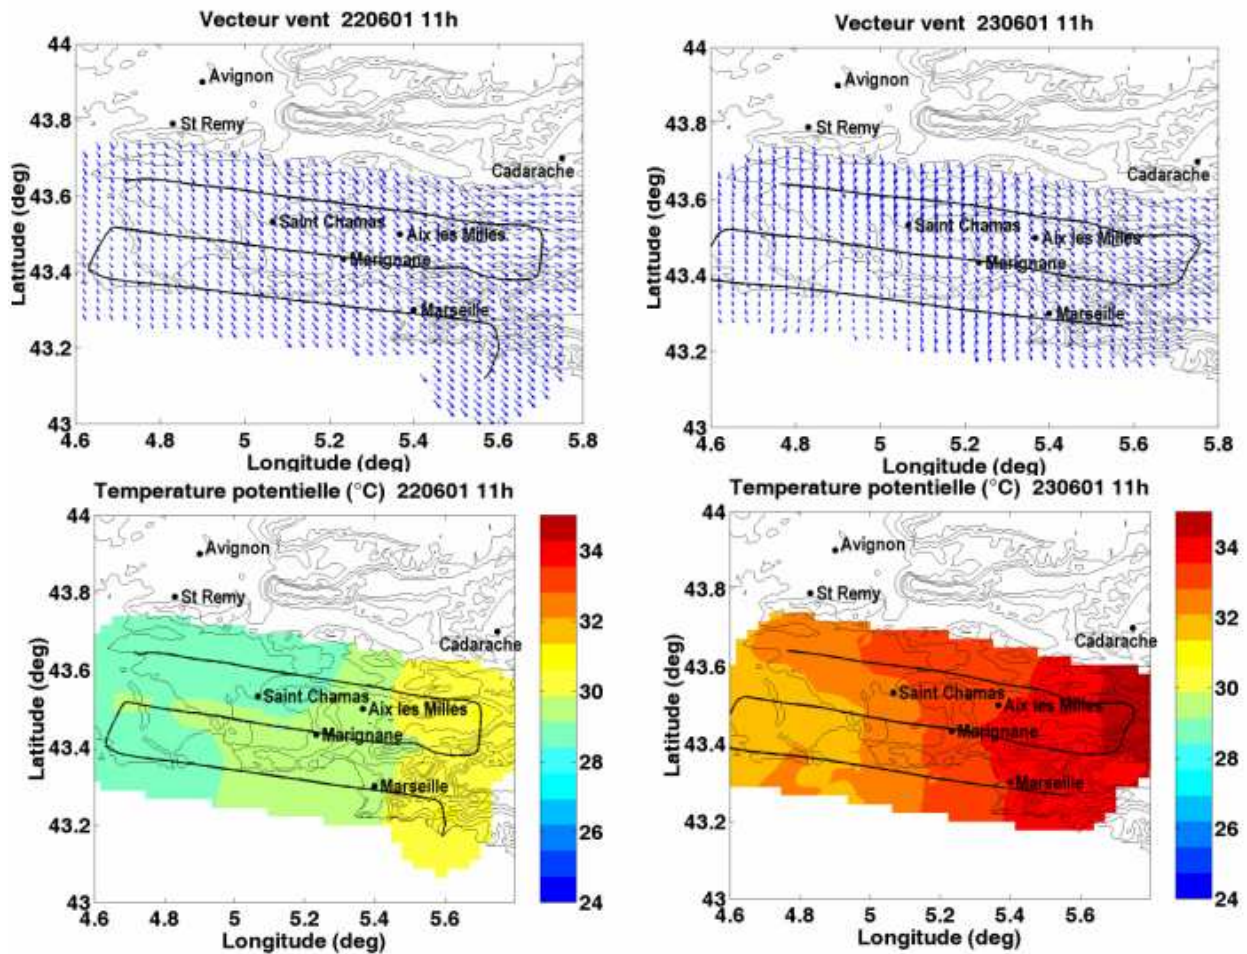 Vecteur vent 220601 11h
44
43.8
43.6
43.4
43.2
43
Latitude (deg)
Avignon
St Remy
Cadarache
Saint Chamas
Aix les Milles
Marignane
Marseille
4.6 4.8 5 5.2 5.4 5.6 5.8
Longitude (deg)
Vecteur vent 230601 11h
44
43.8
43.6
43.4
43.2
43
Latitude (deg)
Avignon
St Remy
Cadarache
Saint Chamas
Aix les Milles
Marignane
Marseille
4.6 4.8 5 5.2 5.4 5.6 5.8
Longitude (deg)
Temperature potentielle (°C) 220601 11h
44
43.8
43.6
43.4
43.2
43
Latitude (deg)
Avignon
St Remy
Cadarache
Saint Chamas
Aix les Milles
Marignane
Marseille
4.6 4.8 5 5.2 5.4 5.6
Longitude (deg)
34
32
30
28
26
24
Temperature potentielle (°C) 230601 11h
44
43.8
43.6
43.4
43.2
43
Latitude (deg)
Avignon
St Remy
Cadarache
Saint Chamas
Aix les Milles
Marignane
Marseille
4.6 4.8 5 5.2 5.4 5.6
Longitude (deg)
34
32
30
28
26
24